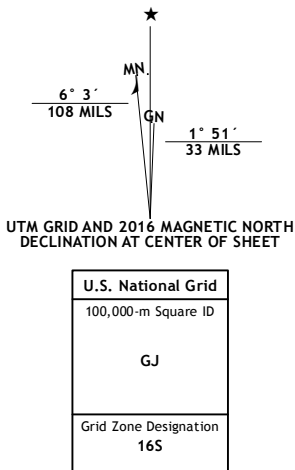 ★
MN.
GN
6° 3´
108 MILS
1° 51´
33 MILS
UTM GRID AND 2016 MAGNETIC NORTH
DECLINATION AT CENTER OF SHEET
U.S. National Grid
100,000-m Square ID
GJ
Grid Zone Designation
16S